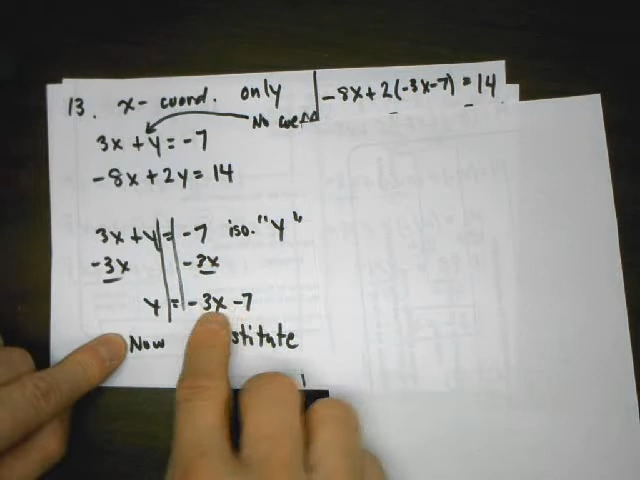 13. x-coord. only
No coeff
3x + y = -7
-8x + 2y = 14
3x + y = -7 iso. "y"
-3x -3x
y = -3x - 7
Now stitute
-8x + 2(-3x-7) = 14